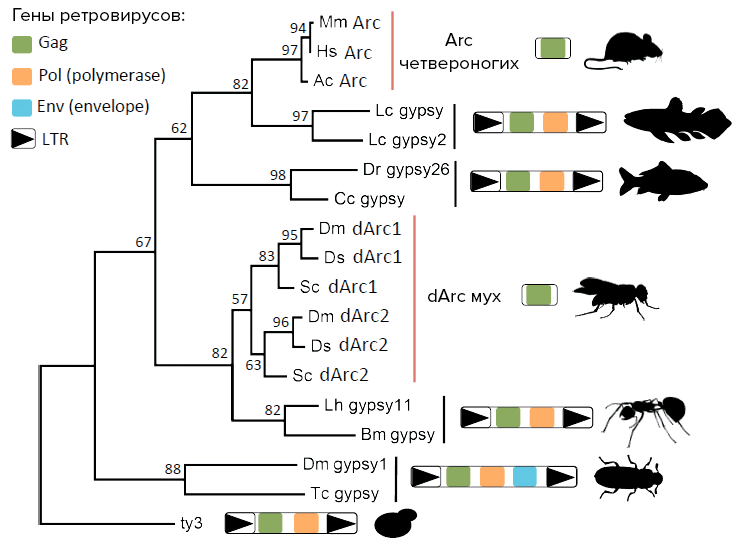 Гены ретровирусов:
Gag
Pol (polymerase)
Env (envelope)
LTR
94
Mm Arc
97
Hs Arc
Ac Arc
Arc
четвероногих
82
Lc gypsy
97
Lc gypsy2
62
98
Dr gypsy26
Cc gypsy
67
95
Dm dArc1
83
Ds dArc1
Sc dArc1
57
96
Dm dArc2
Ds dArc2
63
Sc dArc2
dArc мух
82
82
Lh gypsy11
Bm gypsy
88
Dm gypsy1
Tc gypsy
ty3